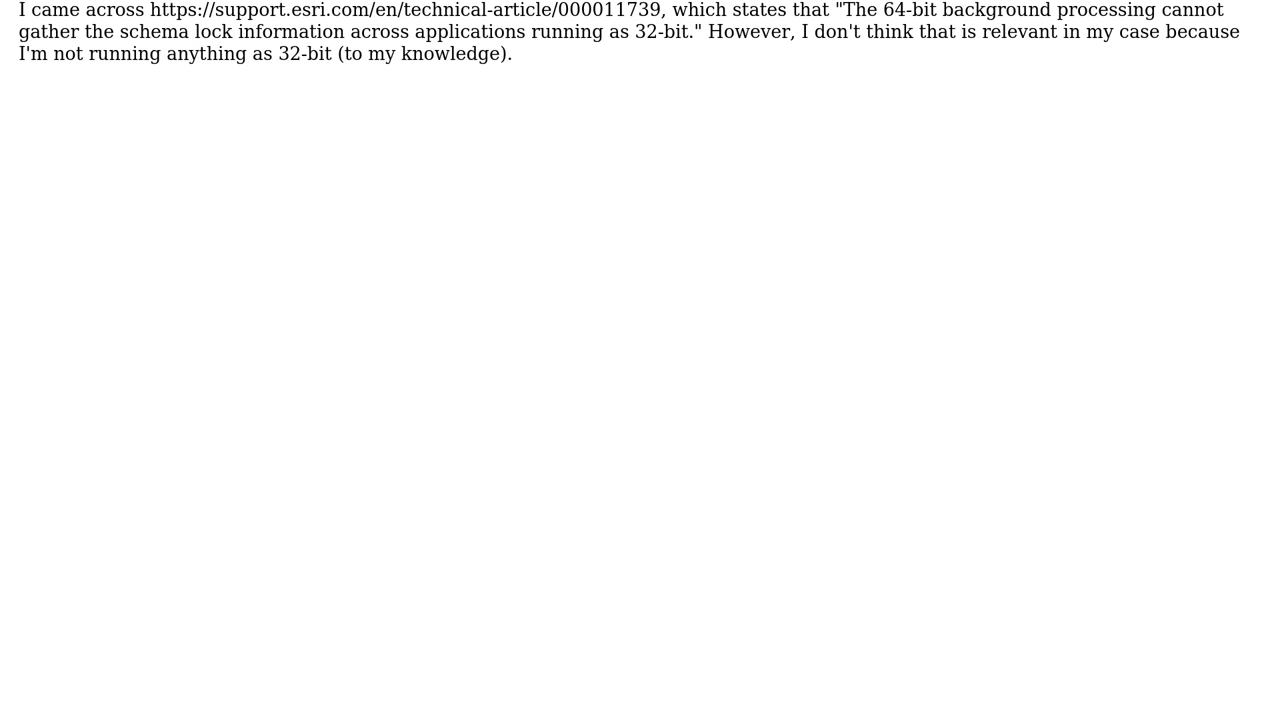 I came across https://support.esri.com/en/technical-article/000011739, which states that "The 64-bit background processing cannot
gather the schema lock information across applications running as 32-bit." However, I don't think that is relevant in my case because
I'm not running anything as 32-bit (to my knowledge).